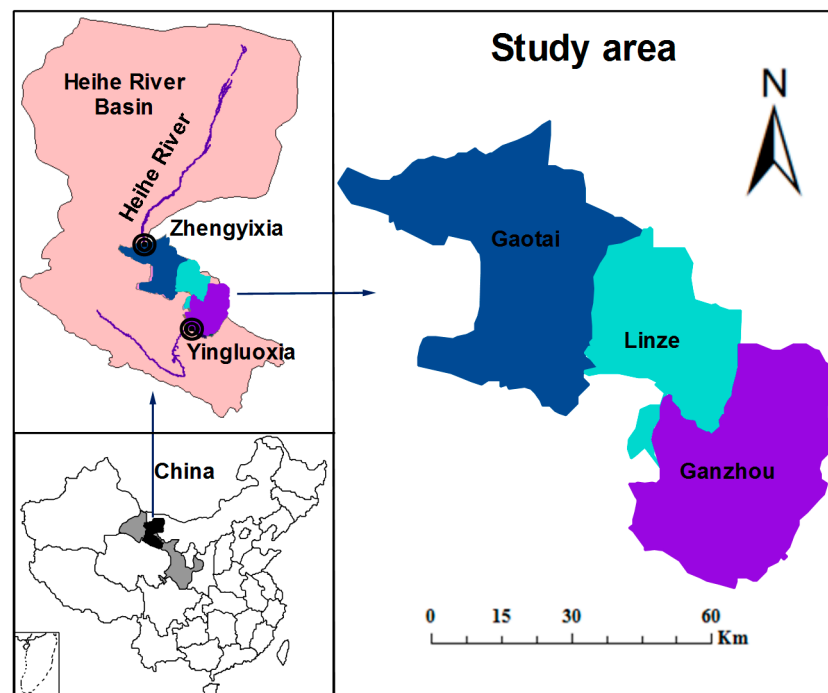 Heihe River
Basin
Heihe River
Zhengyixia
Yingluoxia
China
Study area
N
Gaotai
Linze
Ganzhou
0 15 30 60
Km